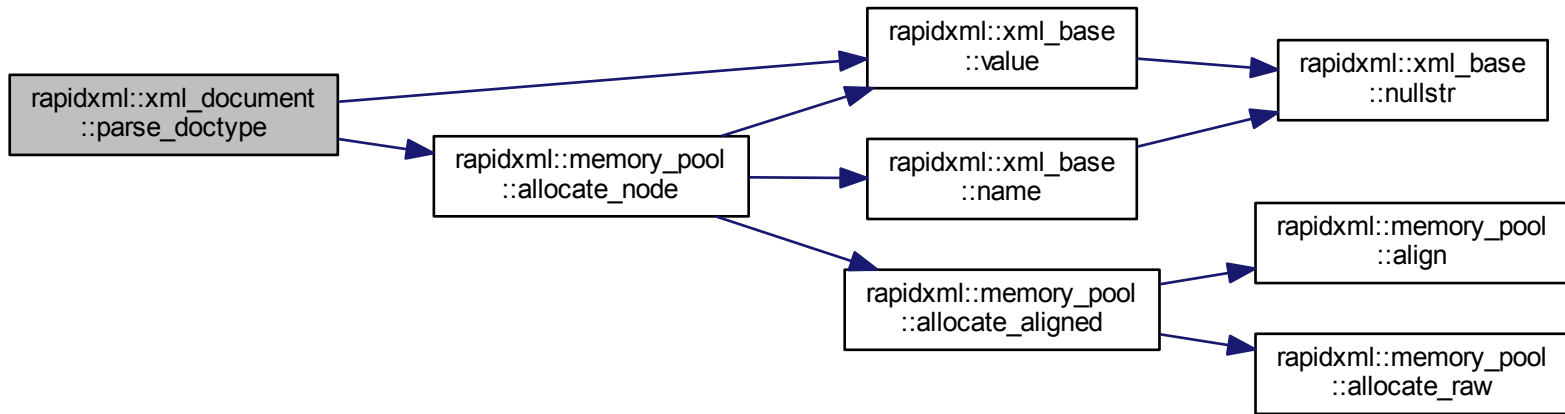 rapidxml::xml_document
::parse_doctype
rapidxml::memory_pool
::allocate_node
rapidxml::xml_base
::value
rapidxml::xml_base
::name
rapidxml::memory_pool
::allocate_aligned
rapidxml::xml_base
::nullstr
rapidxml::memory_pool
::align
rapidxml::memory_pool
::allocate_raw